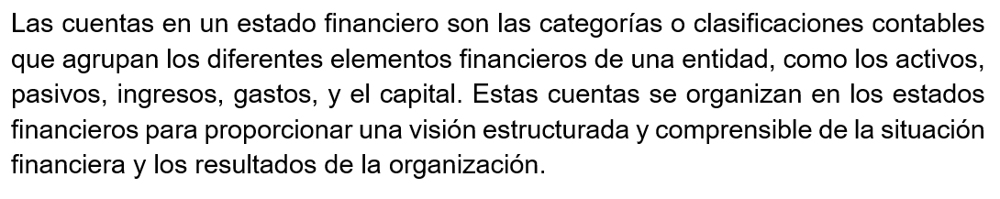 Las cuentas en un estado financiero son las categorías o clasificaciones contables
que agrupan los diferentes elementos financieros de una entidad, como los activos,
pasivos, ingresos, gastos, y el capital. Estas cuentas se organizan en los estados
financieros para proporcionar una visión estructurada y comprensible de la situación
financiera y los resultados de la organización.